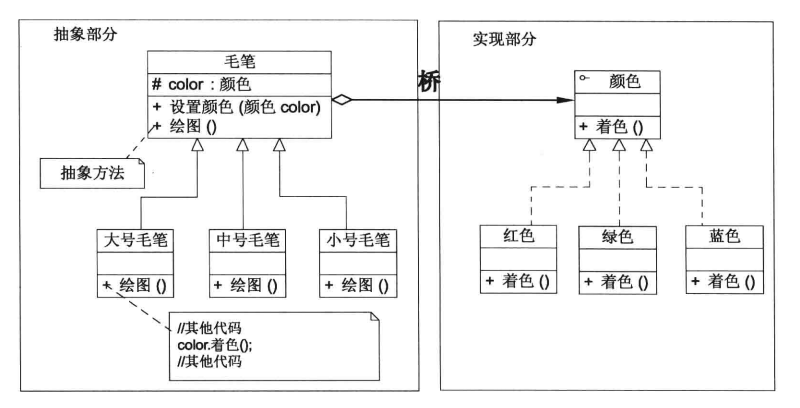 抽象部分
毛笔
# color : 颜色
+ 设置颜色 (颜色 color)
+ 绘图 ()
抽象方法
大号毛笔
+ 绘图 ()
中号毛笔
+ 绘图 ()
小号毛笔
+ 绘图 ()
//其他代码
color.着色();
//其他代码
桥
实现部分
颜色
+ 着色 ()
红色
+ 着色 ()
绿色
+ 着色 ()
蓝色
+ 着色 ()